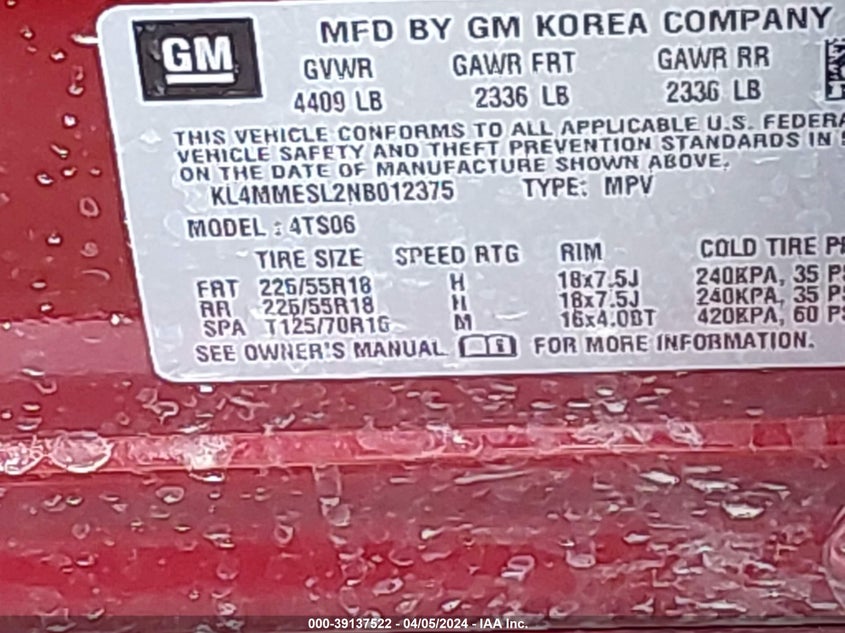 GM MFD BY GM KOREA COMPANY
GVWR GAWR FRT GAWR RR
4409 LB 2336 LB 2336 LB
THIS VEHICLE CONFORMS TO ALL APPLICABLE U.S. FEDERA
VEHICLE SAFETY AND THEFT PREVENTION STANDARDS IN
ON THE DATE OF MANUFACTURE SHOWN ABOVE.
KL4MMESL2NB012375 TYPE: MPV
MODEL : 4TS06
TIRE SIZE SPEED RTG RIM COLD TIRE P
FRT 225/55R18 H 18x7.5J 240KPA, 35 PS
RR 225/55R18 H 18x7.5J 240KPA, 35 PS
SPA T125/70R16 M 16x4.0BT 420KPA, 60 PS
SEE OWNER'S MANUAL FOR MORE INFORMATION.
000-39137522 - 04/05/2024 - IAA Inc.